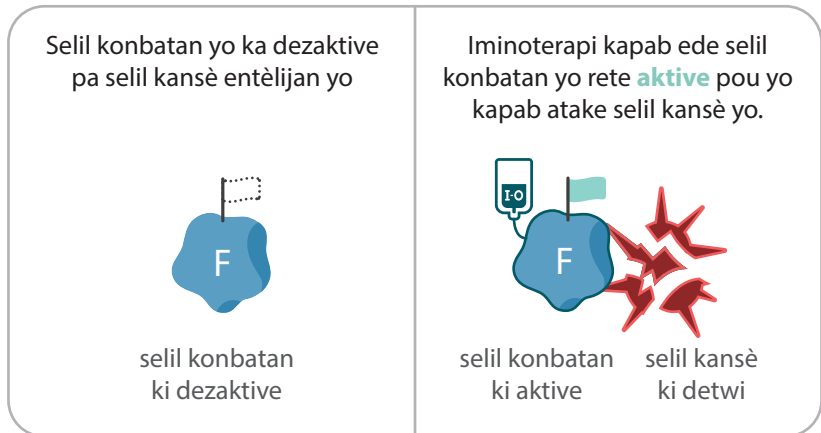 Selil konbatan yo ka dezaktive
pa selil kansè entèlijan yo
F
selil konbatan
ki dezaktive
Iminoterapi kapab ede selil
konbatan yo rete aktive pou yo
kapab atake selil kansè yo.
I-O
F
selil konbatan
ki aktive
selil kansè
ki detwi